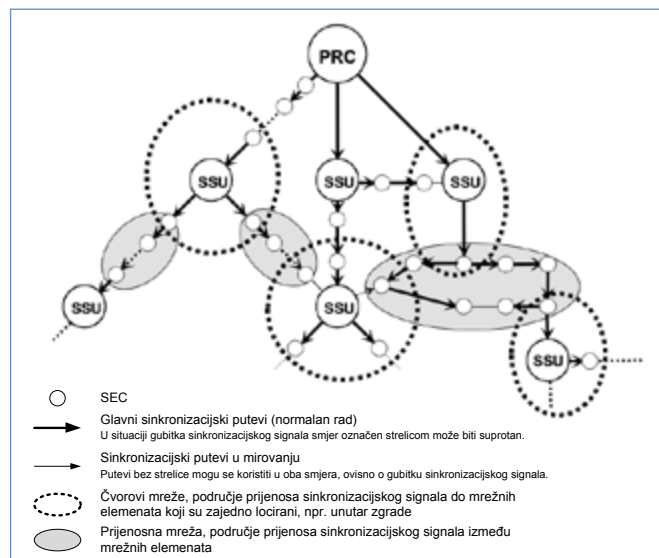 PRC
SSU
SSU
SSU
SSU
SSU
SSU
SEC
Glavni sinkronizacijski putevi (normalan rad)
U situaciji gubitka sinkronizacijskog signala smjer označen strelicom može biti suprotan.
Sinkronizacijski putevi u mirovanju
Putevi bez strelice mogu se koristiti u oba smjera, ovisno o gubitku sinkronizacijskog signala.
Čvorovi mreže, područje prijenosa sinkronizacijskog signala do mrežnih
elemenata koji su zajedno locirani, npr. unutar zgrade
Prijenosna mreža, područje prijenosa sinkronizacijskog signala između
mrežnih elemenata